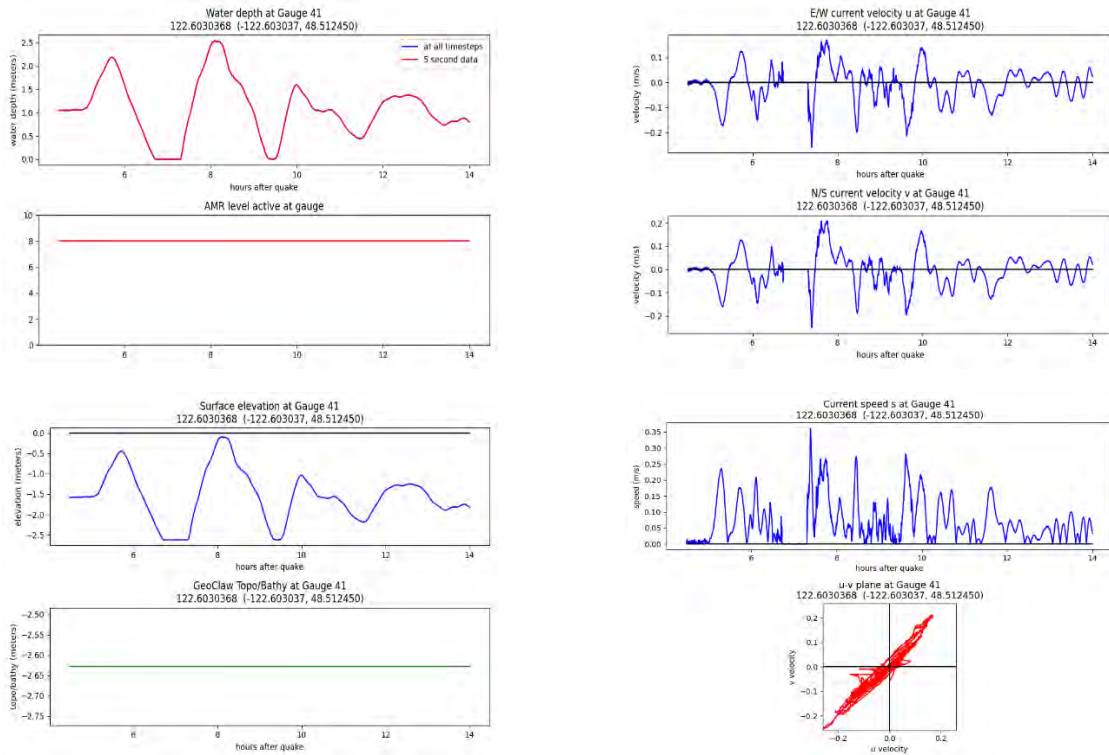 Water depth at Gauge 41
122.6030368 (-122.603037, 48.512450)
2.5
2.0
1.5
1.0
0.5
0.0
water depth (meters)
at all timesteps
5 second data
6
8
10
12
14
hours after quake
AMR level active at gauge
10
8
6
4
2
0
6
8
10
12
14
hours after quake
Surface elevation at Gauge 41
122.6030368 (-122.603037, 48.512450)
0.0
−0.5
−1.0
−1.5
−2.0
−2.5
elevation (meters)
6
8
10
12
14
hours after quake
GeoClaw Topo/Bathy at Gauge 41
−2.50
−2.55
−2.60
−2.65
−2.70
−2.75
topo/bathy (meters)
6
8
10
12
14
hours after quake
E/W current velocity u at Gauge 41
122.6030368 (-122.603037, 48.512450)
0.1
0.0
−0.1
−0.2
velocity (m/s)
6
8
10
12
14
hours after quake
N/S current velocity v at Gauge 41
122.6030368 (-122.603037, 48.512450)
0.2
0.1
0.0
−0.1
−0.2
velocity (m/s)
6
8
10
12
14
hours after quake
Current speed s at Gauge 41
122.6030368 (-122.603037, 48.512450)
0.35
0.30
0.25
0.20
0.15
0.10
0.05
0.00
speed (m/s)
6
8
10
12
14
hours after quake
u-v plane at Gauge 41
122.6030368 (-122.603037, 48.512450)
0.2
0.1
0.0
−0.1
−0.2
v velocity
−0.2
0.0
0.2
u velocity